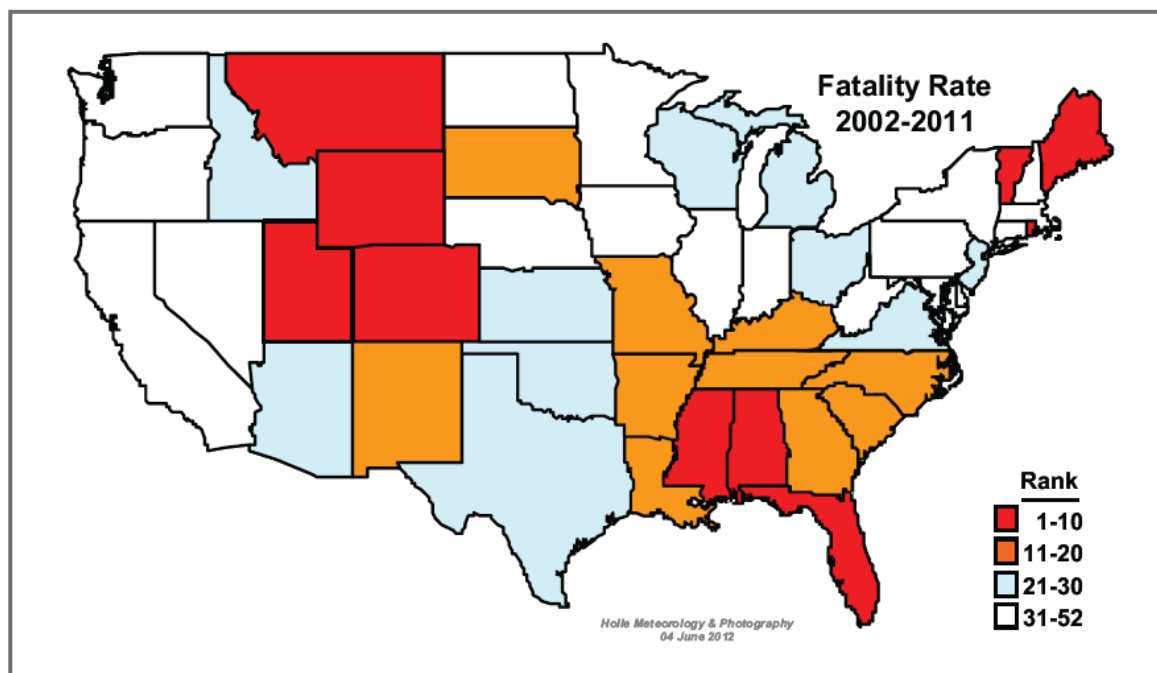 Fatality Rate
2002-2011
Rank
1-10
11-20
21-30
31-52
Holle Meteorology & Photography
04 June 2012